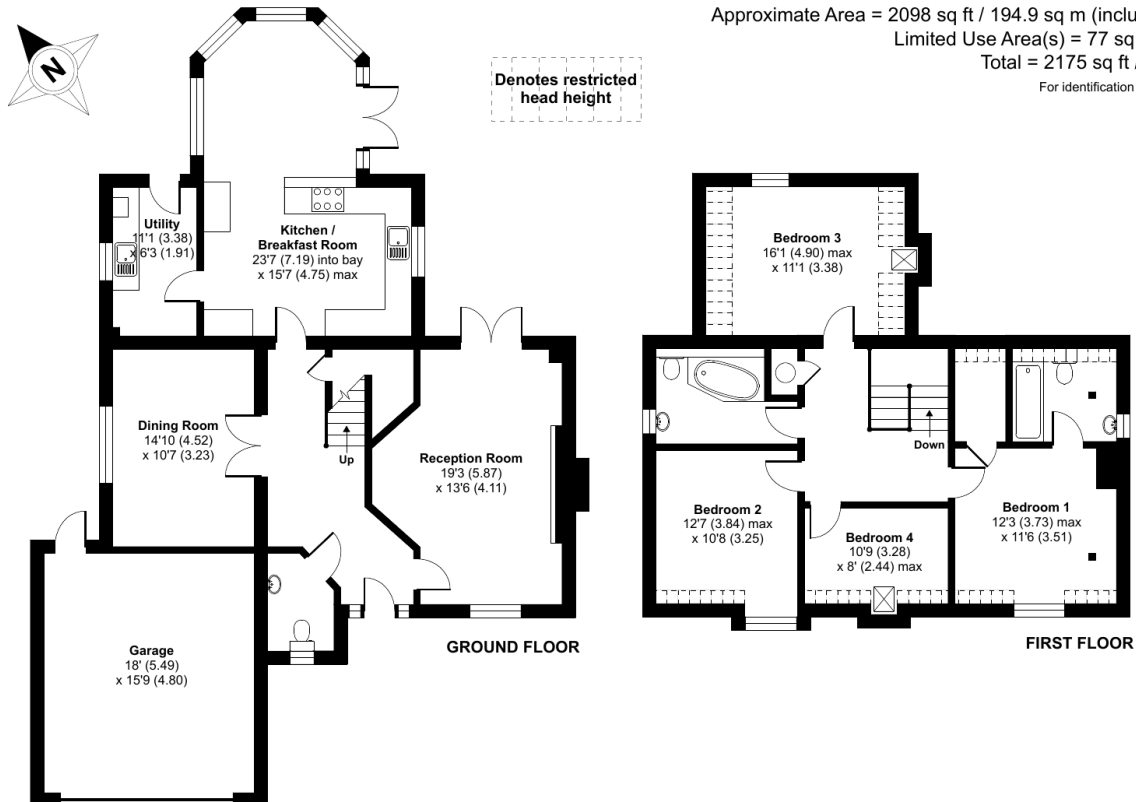 Approximate Area = 2098 sq ft / 194.9 sq m (inclu
Limited Use Area(s) = 77 sq
Total = 2175 sq ft /
For identification
N
Denotes restricted
head height
Utility
11'1 (3.38)
x 6'3 (1.91)
Kitchen /
Breakfast Room
23'7 (7.19) into bay
x 15'7 (4.75) max
Dining Room
14'10 (4.52)
x 10'7 (3.23)
Up
Reception Room
19'3 (5.87)
x 13'6 (4.11)
Garage
18' (5.49)
x 15'9 (4.80)
GROUND FLOOR
Bedroom 3
16'1 (4.90) max
x 11'1 (3.38)
Down
Bedroom 2
12'7 (3.84) max
x 10'8 (3.25)
Bedroom 4
10'9 (3.28)
x 8' (2.44) max
Bedroom 1
12'3 (3.73) max
x 11'6 (3.51)
FIRST FLOOR